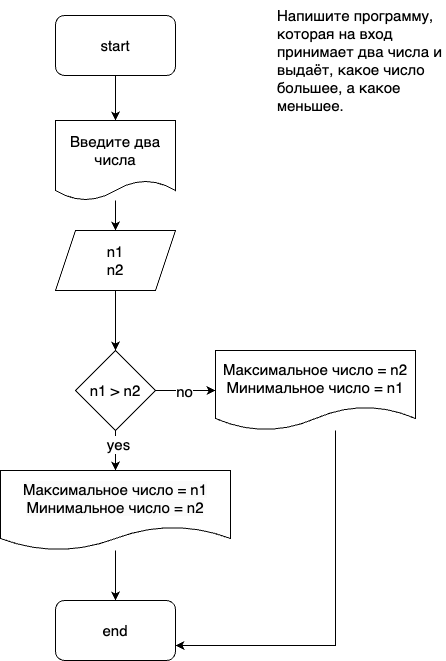 Напишите программу,
которая на вход
принимает два числа и
выдаёт, какое число
большее, а какое
меньшее.
start
Введите два
числа
n1
n2
n1 > n2
no
Максимальное число = n2
Минимальное число = n1
yes
Максимальное число = n1
Минимальное число = n2
end